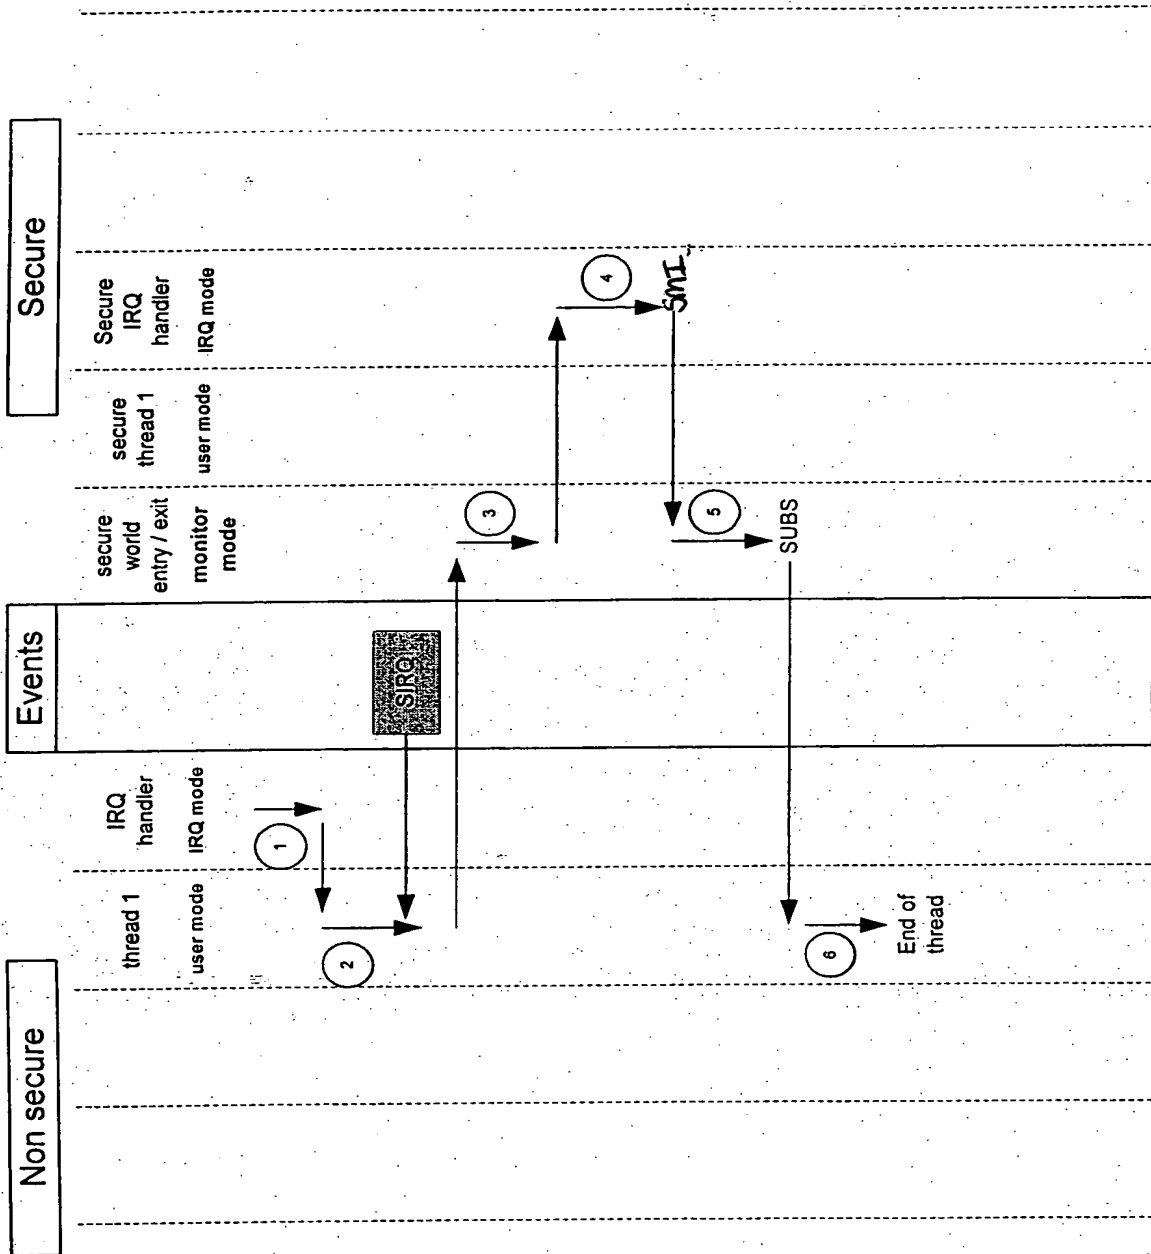 Non secure
Events
Secure
thread 1
user mode
IRQ
handler
IRQ mode
secure
world
entry / exit
monitor
mode
secure
thread 1
user mode
Secure
IRQ
handler
IRQ mode
1
2
SIRQ
3
4
SMI
5
SUBS
6
End of
thread